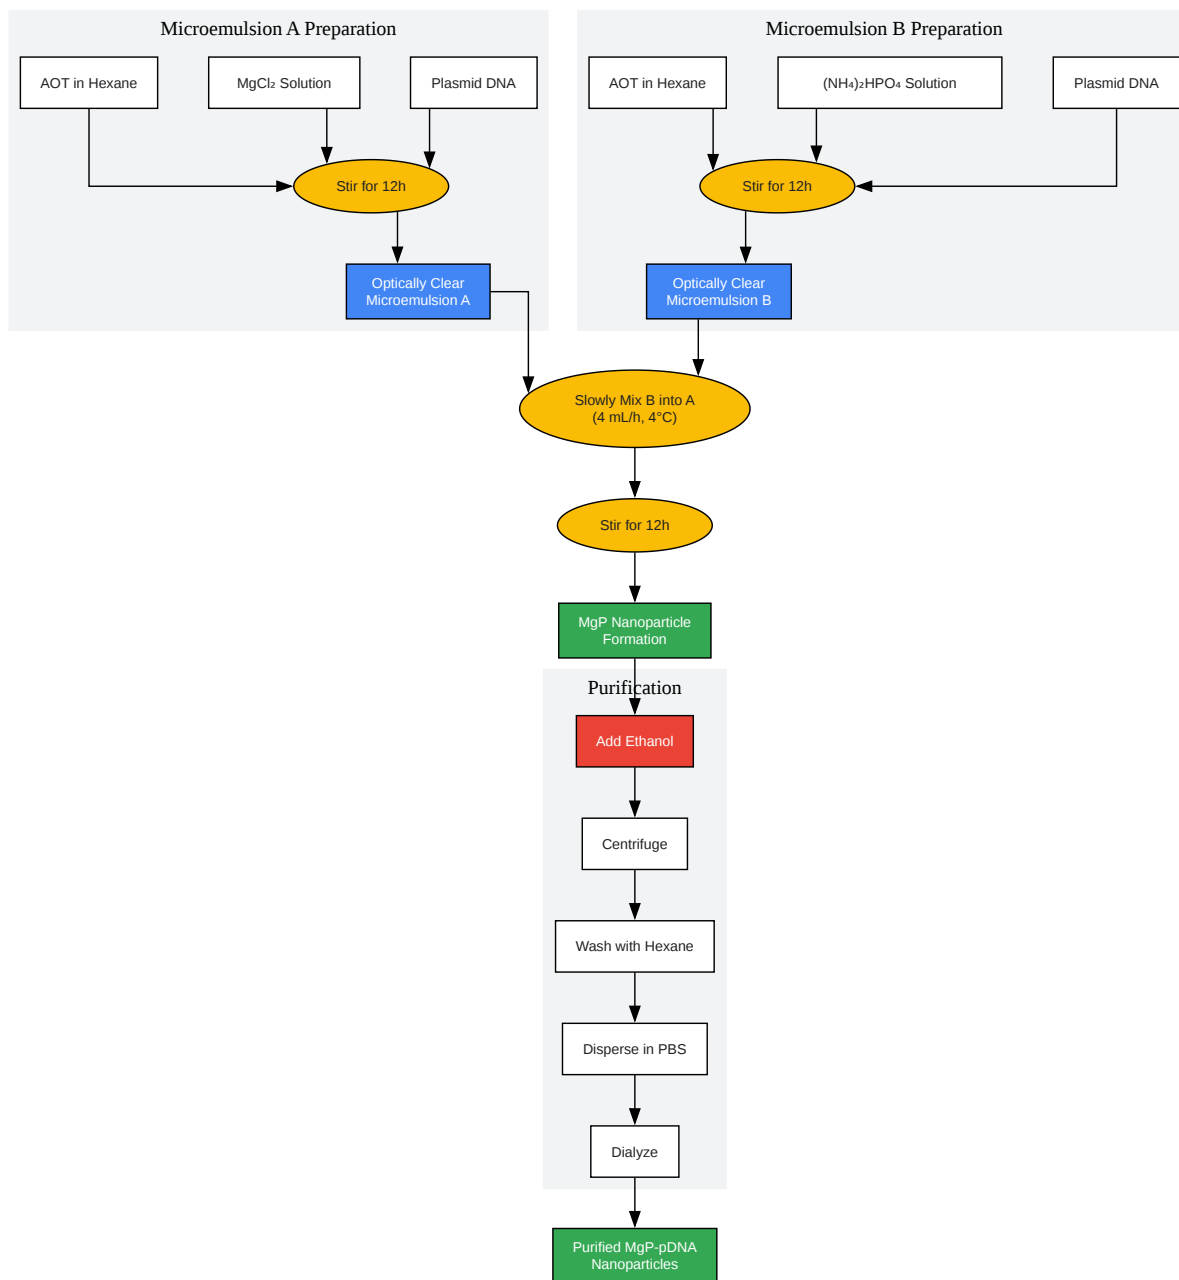 Microemulsion A Preparation
Microemulsion B Preparation
AOT in Hexane
MgCl₂ Solution
Plasmid DNA
AOT in Hexane
(NH₄)₂HPO₄ Solution
Plasmid DNA
Stir for 12h
Stir for 12h
Optically Clear
Microemulsion A
Optically Clear
Microemulsion B
Slowly Mix B into A
(4 mL/h, 4°C)
Stir for 12h
MgP Nanoparticle
Formation
Purification
Add Ethanol
Centrifuge
Wash with Hexane
Disperse in PBS
Dialyze
Purified MgP-pDNA
Nanoparticles